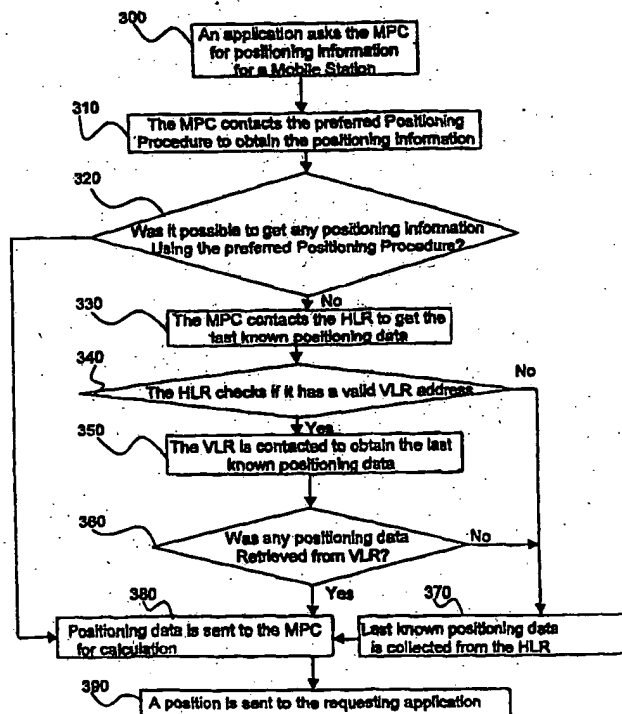 300
An application asks the MPC
for positioning information
for a Mobile Station
310
The MPC contacts the preferred Positioning
Procedure to obtain the positioning information
320
Was it possible to get any positioning information
Using the preferred Positioning Procedure?
No
330
The MPC contacts the HLR to get the
last known positioning data
340
The HLR checks if it has a valid VLR address
No
Yes
350
The VLR is contacted to obtain the last
known positioning data
360
Was any positioning data
Retrieved from VLR?
No
Yes
380
Positioning data is sent to the MPC
for calculation
370
Last known positioning data
is collected from the HLR
390
A position is sent to the requesting application